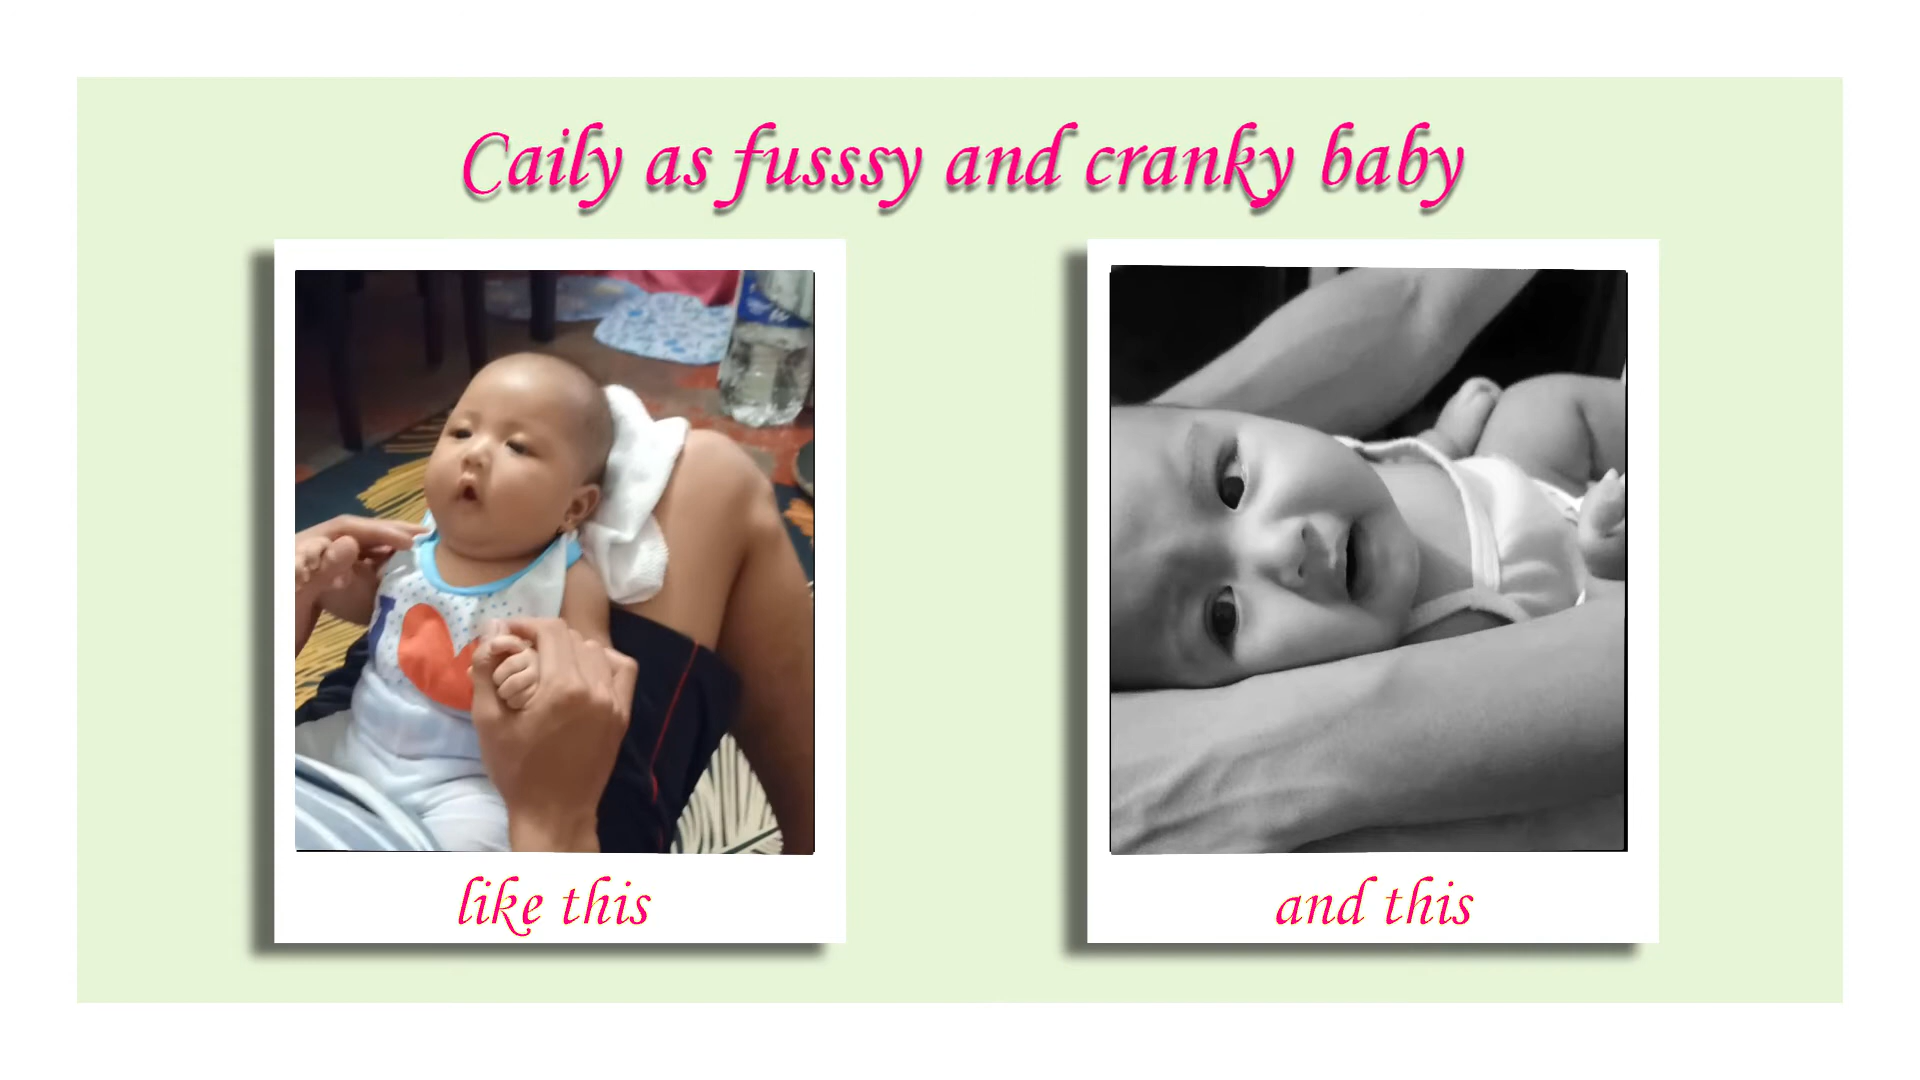 Caily as fusssy and cranky baby
like this
and this